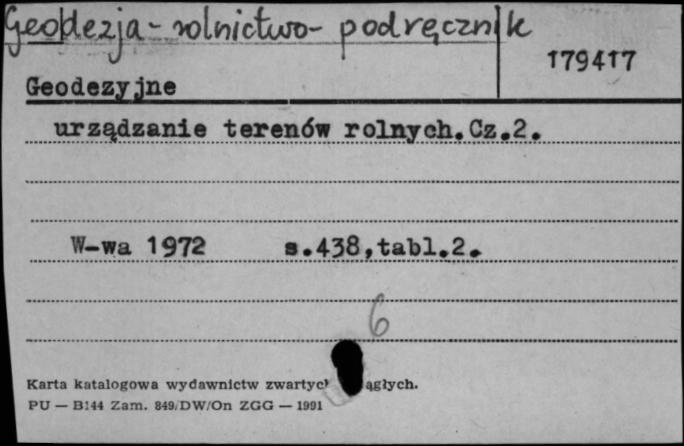 Geodezja - rolnictwo - podręcznik
179417
Geodezyjne
urządzanie terenów rolnych.Cz.2.
W-wa 1972 s.438,tabl.2.
6
Karta katalogowa wydawnictw zwartyc ągłych.
PU — B144 Zam. 849/DW/On ZGG — 1991